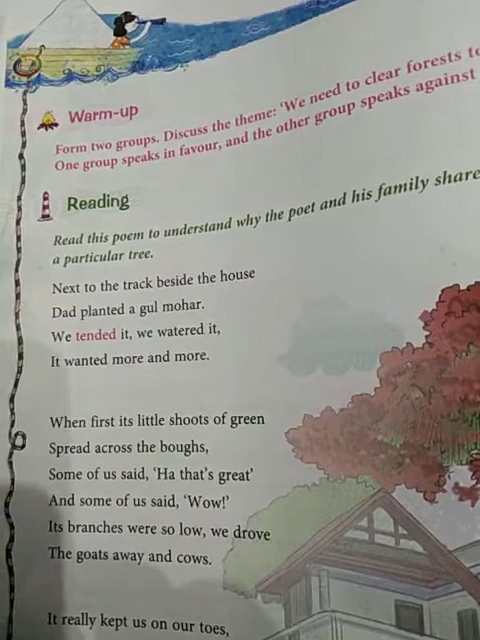 Warm-up
Form two groups. Discuss the theme: 'We need to clear forests to
One group speaks in favour, and the other group speaks against
Reading
Read this poem to understand why the poet and his family share
a particular tree.
Next to the track beside the house
Dad planted a gul mohar.
We tended it, we watered it,
It wanted more and more.
When first its little shoots of green
Spread across the boughs,
Some of us said, 'Ha that's great'
And some of us said, 'Wow!'
Its branches were so low, we drove
The goats away and cows.
It really kept us on our toes,